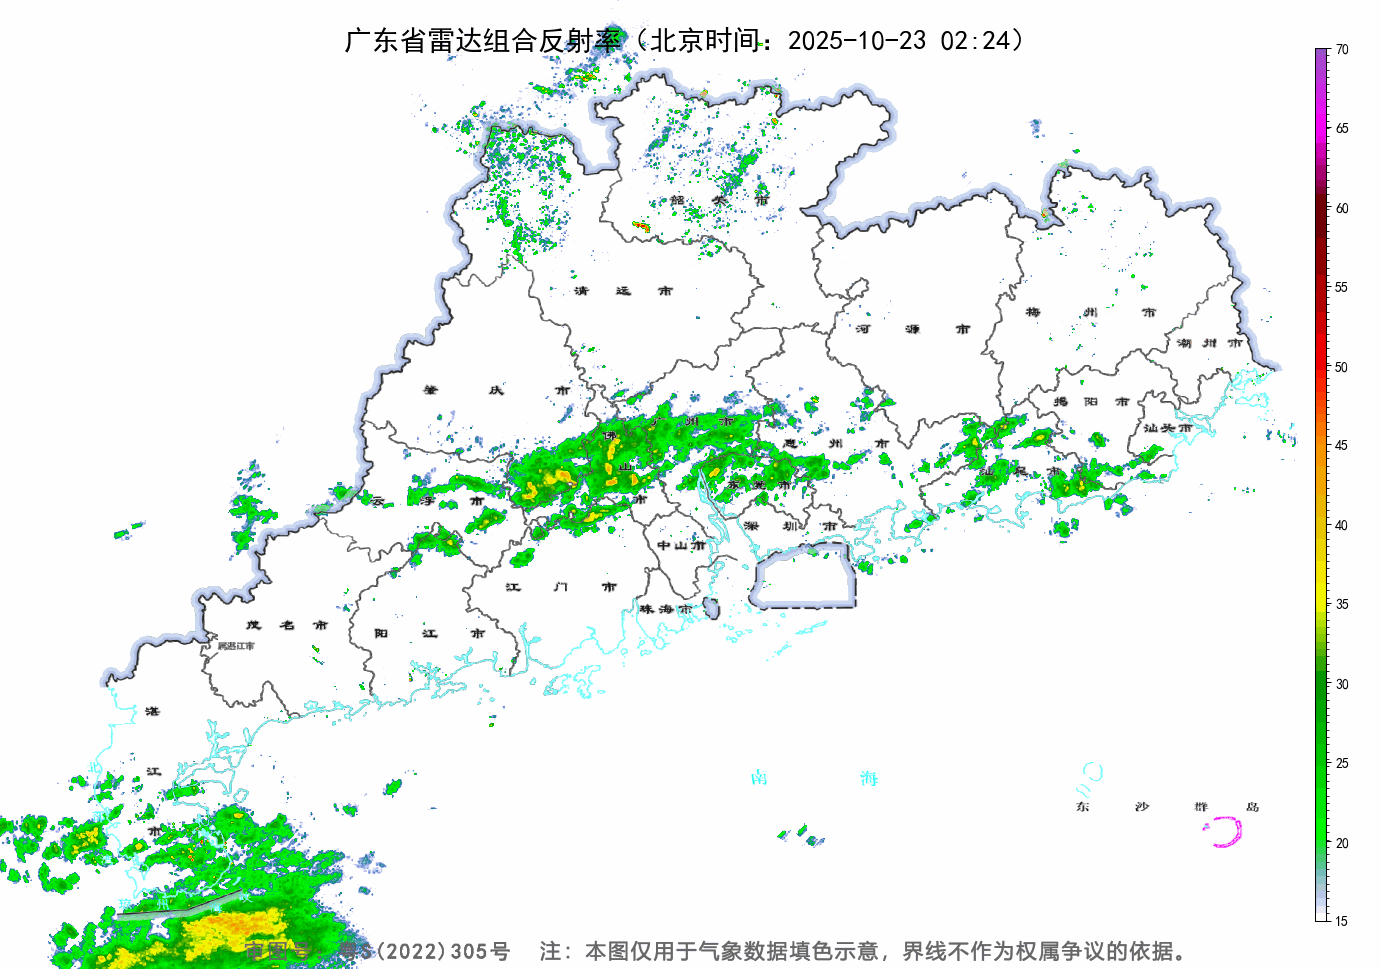 广东省雷达组合反射率（北京时间：2025-10-23 02:24）
70
65
60
55
50
45
40
35
30
25
20
15
韶关市
清远市
河源市
梅州市
潮州市
肇庆市
揭阳市
汕头市
广州市
佛山市
惠州市
汕尾市
东莞市
云浮市
深圳市
中山市
江门市
珠海市
茂名市
阳江市
属湛江市
湛江市
南海
东沙群岛
琼州海峡
审图号：粤S(2022)305号 注：本图仅用于气象数据填色示意，界线不作为权属争议的依据。